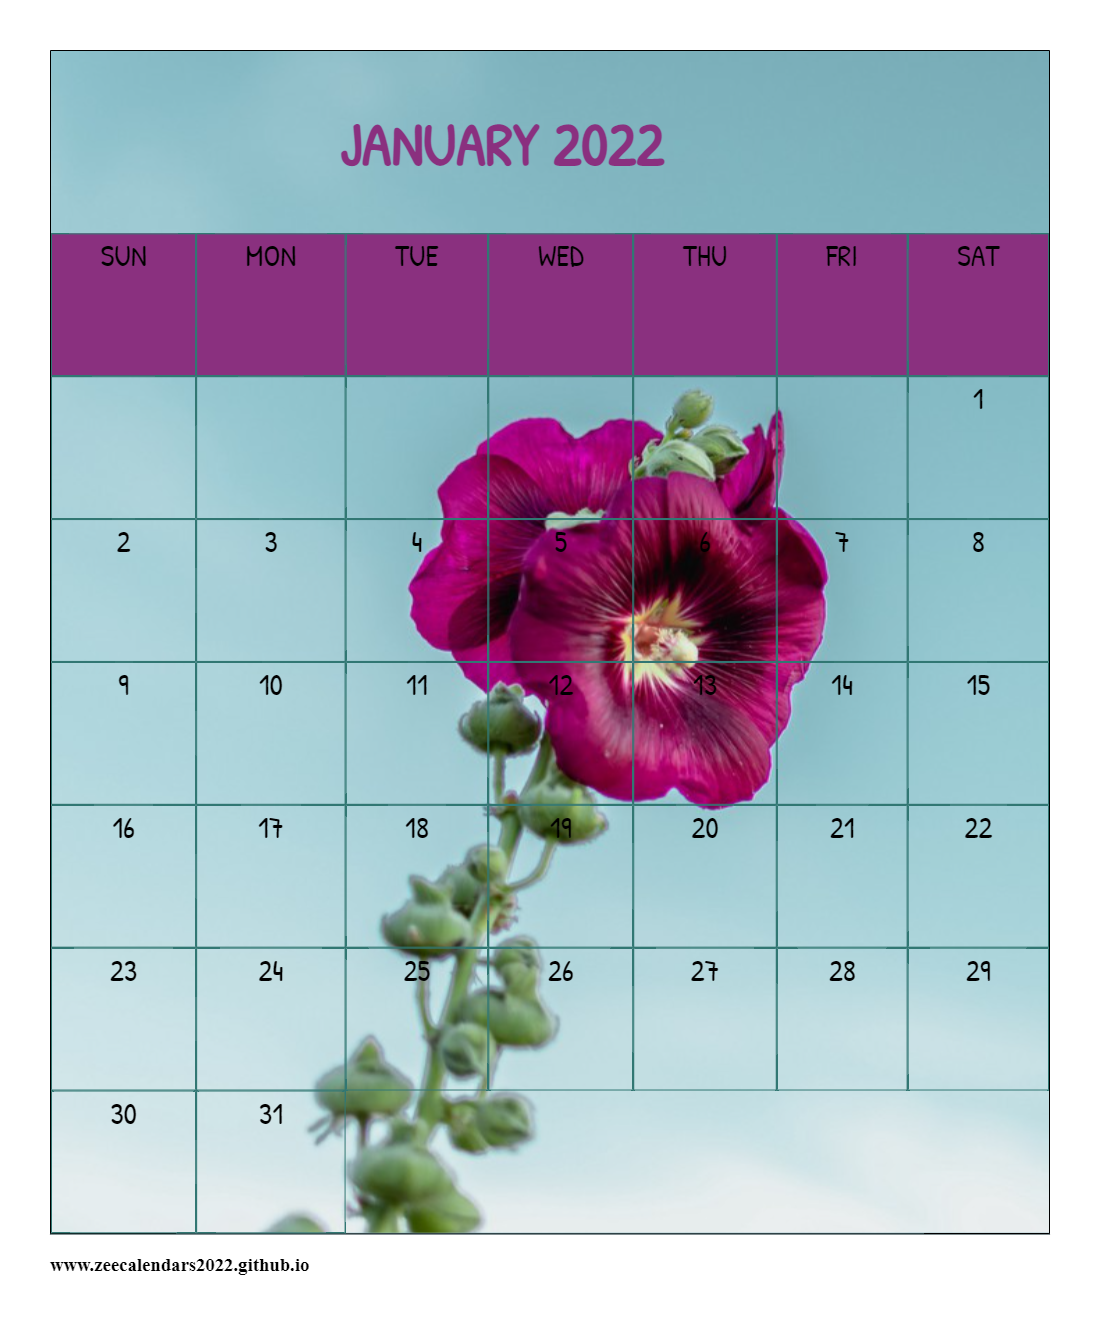 JANUARY 2022
SUN MON TUE WED THU FRI SAT
1
2 3 4 5 6 7 8
9 10 11 12 13 14 15
16 17 18 19 20 21 22
23 24 25 26 27 28 29
30 31
www.zeecalendars2022.github.io